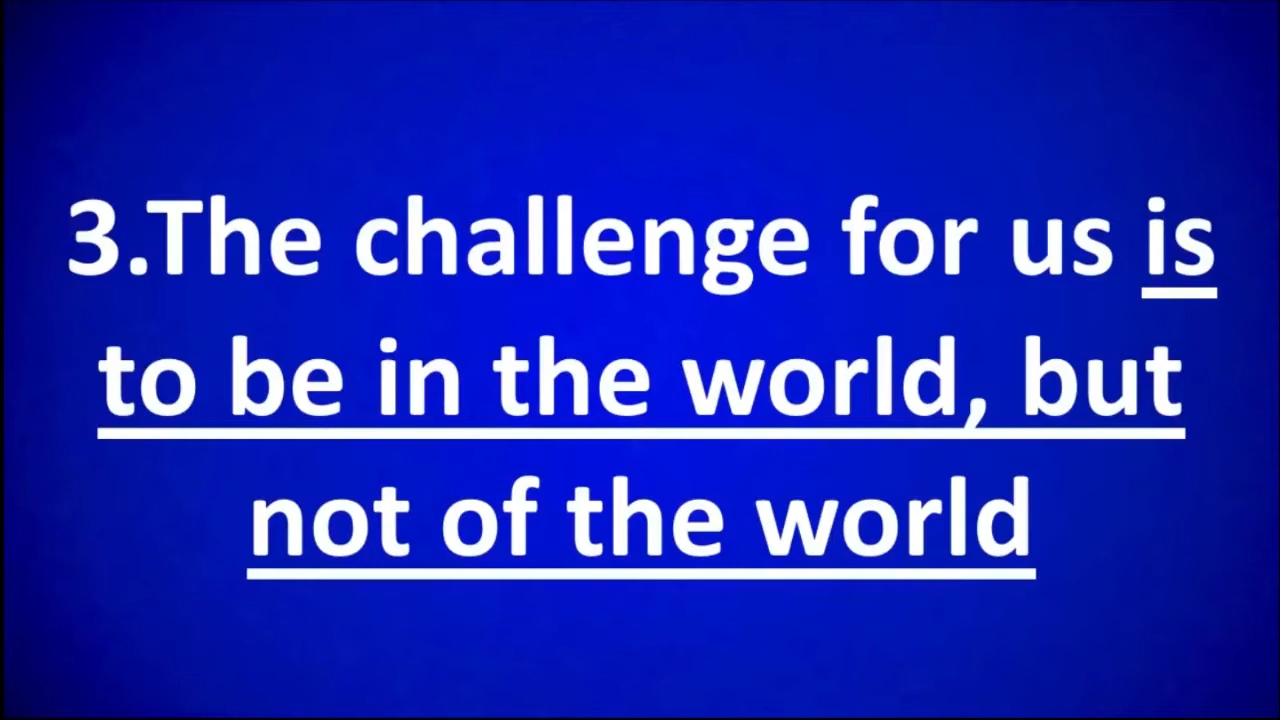 3.The challenge for us is
to be in the world, but
not of the world